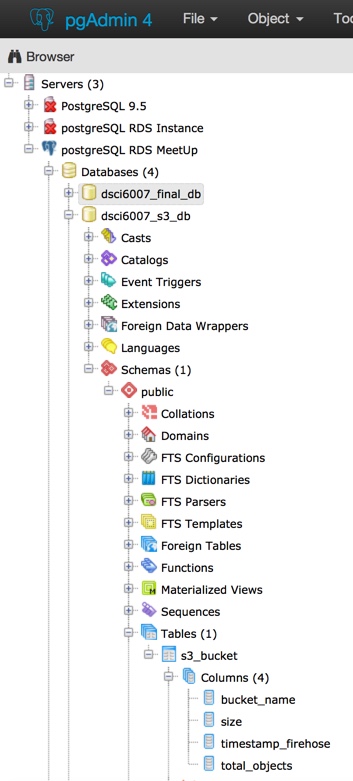 pgAdmin 4 File Object
Browser
Servers (3)
PostgreSQL 9.5
postgreSQL RDS Instance
postgreSQL RDS MeetUp
Databases (4)
dsci6007_final_db
dsci6007_s3_db
Casts
Catalogs
Event Triggers
Extensions
Foreign Data Wrappers
Languages
Schemas (1)
public
Collations
Domains
FTS Configurations
FTS Dictionaries
FTS Parsers
FTS Templates
Foreign Tables
Functions
Materialized Views
Sequences
Tables (1)
s3_bucket
Columns (4)
bucket_name
size
timestamp_firehose
total_objects